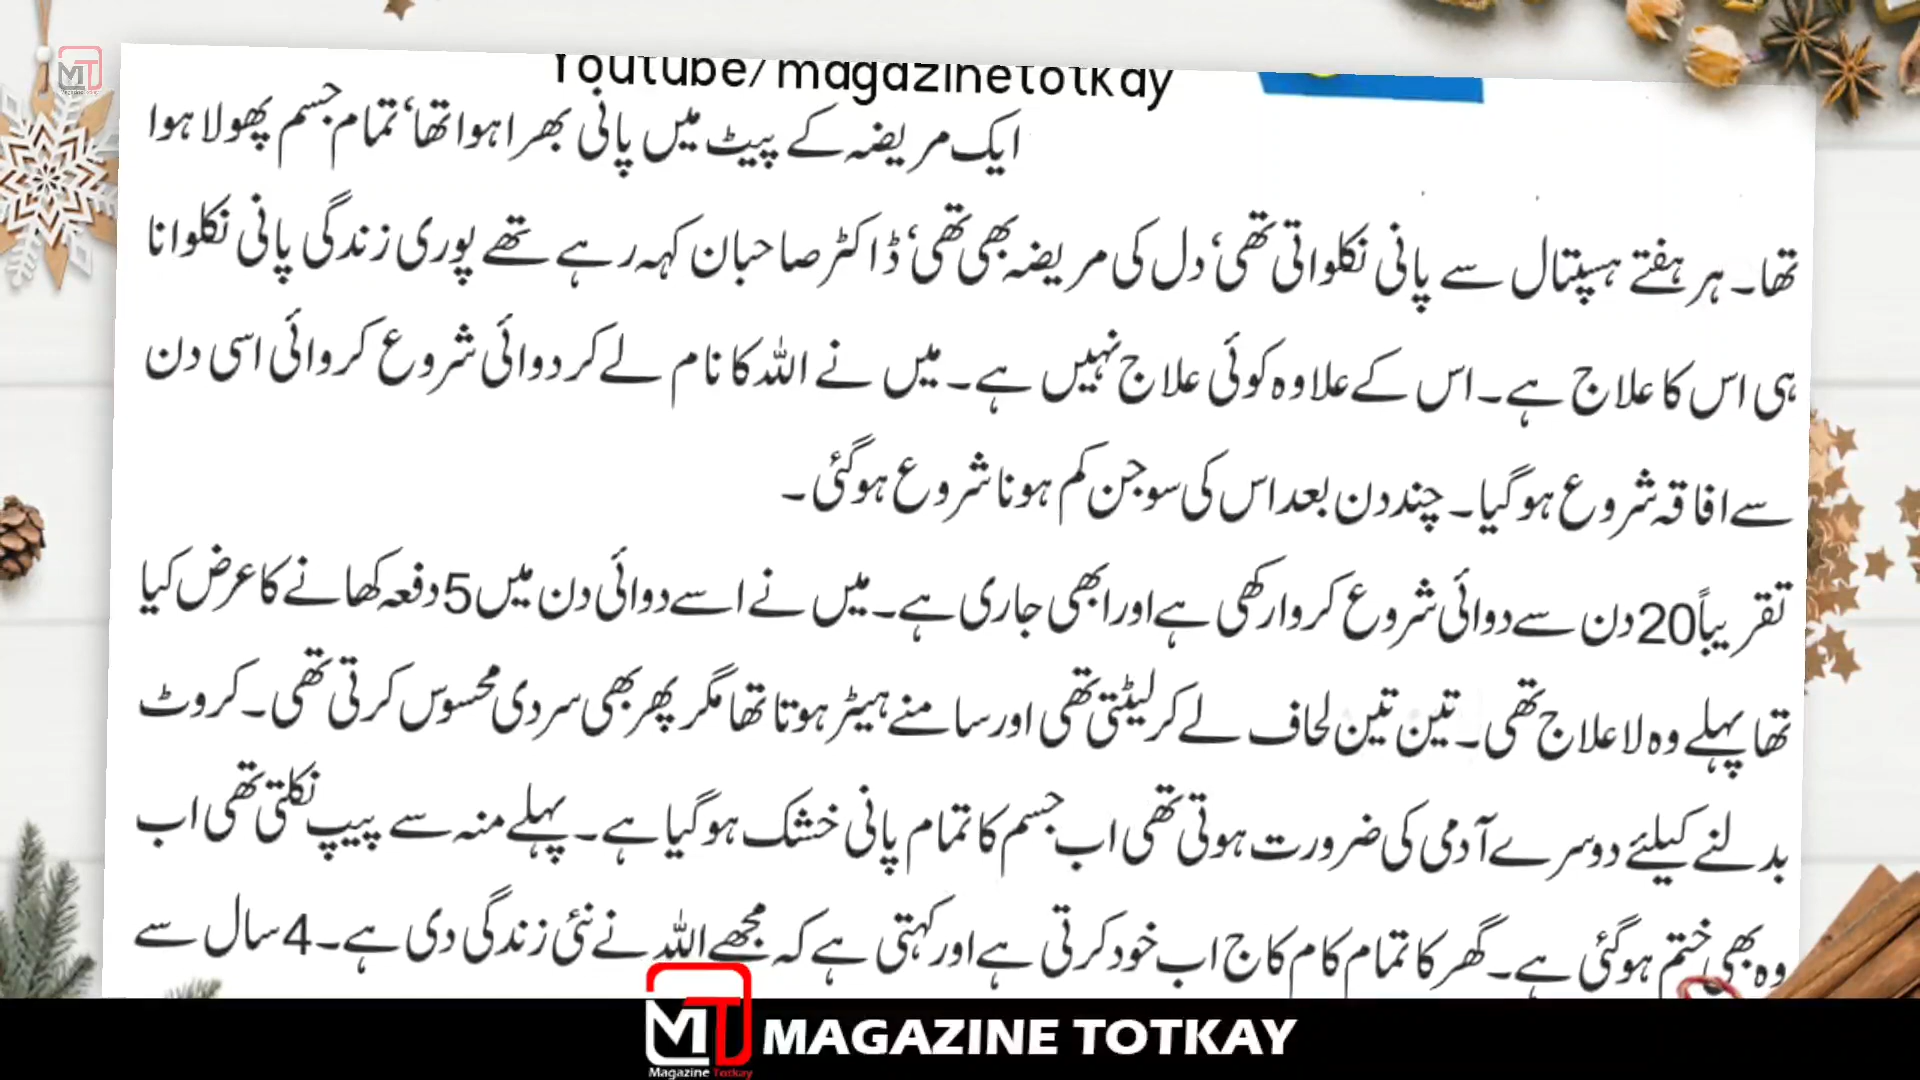 Youtube/magazinetotkay
ایک مریضہ کے پیٹ میں پانی بھرا ہوا تھا‘ تمام جسم پھولا ہوا
تھا۔ ہر ہفتے ہسپتال سے پانی نکلواتی تھی‘ دل کی مریضہ بھی تھی‘ ڈاکٹر صاحبان کہہ رہے تھے پوری زندگی پانی نکلوانا
ہی اس کا علاج ہے۔ اس کے علاوہ کوئی علاج نہیں ہے۔ میں نے اللہ کا نام لے کر دوائی شروع کروائی اسی دن
سے افاقہ شروع ہوگیا۔ چند دن بعد اس کی سوجن کم ہونا شروع ہوگئی۔
تقریباً 20 دن سے دوائی شروع کروا رکھی ہے اور ابھی جاری ہے۔ میں نے اسے دوائی دن میں 5 دفعہ کھانے کا عرض کیا
تھا پہلے وہ لاعلاج تھی۔ تین تین لحاف لے کر لیٹتی تھی اور سامنے ہیٹر ہوتا تھا مگر پھر بھی سردی محسوس کرتی تھی۔ کروٹ
بدلنے کیلئے دوسرے آدمی کی ضرورت ہوتی تھی اب جسم کا تمام پانی خشک ہوگیا ہے۔ پہلے منہ سے پیپ نکلتی تھی اب
وہ بھی ختم ہوگئی ہے۔ گھر کا تمام کام کاج اب خود کرتی ہے اور کہتی ہے کہ مجھے اللہ نے نئی زندگی دی ہے۔ 4 سال سے
MT MAGAZINE TOTKAY
Magazine Totkay